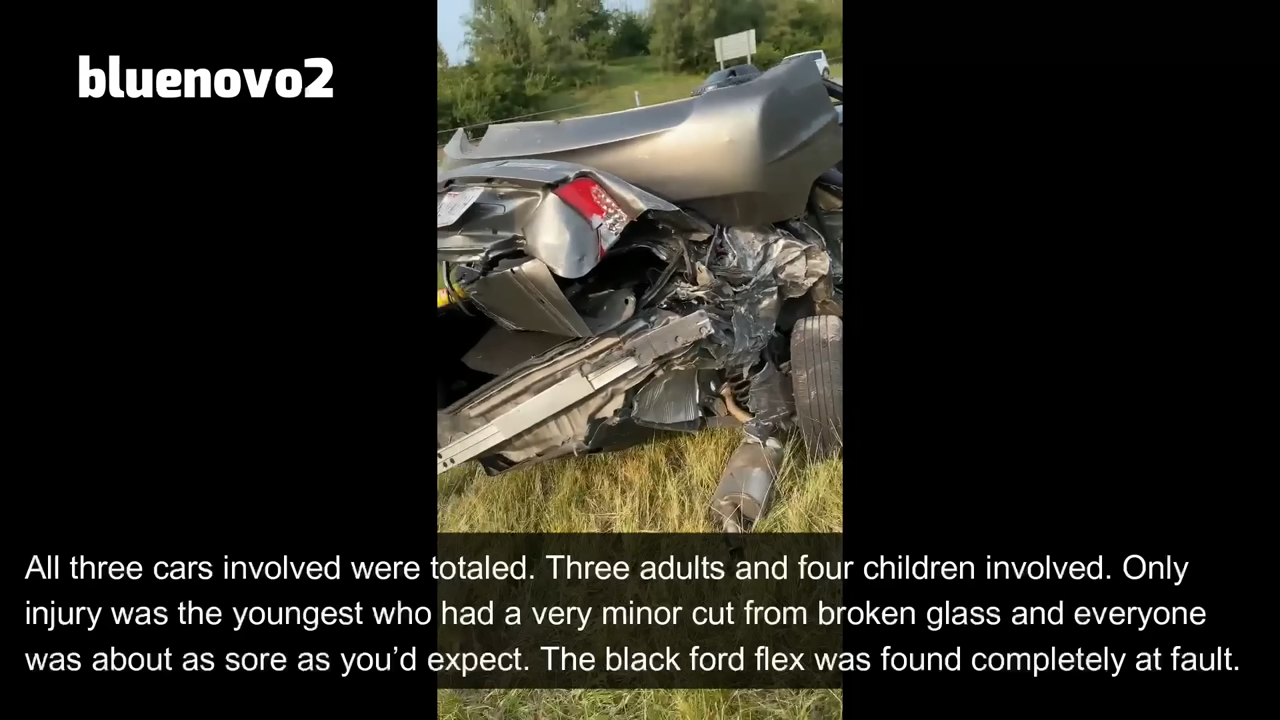 bluenovo2
All three cars involved were totaled. Three adults and four children involved. Only
injury was the youngest who had a very minor cut from broken glass and everyone
was about as sore as you’d expect. The black ford flex was found completely at fault.